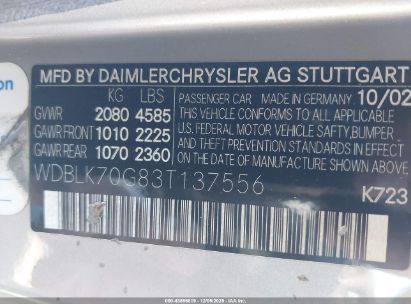 ion
MFD BY DAIMLERCHRYSLER AG STUTTGART
KG LBS
GVWR 2080 4585
GAWR FRONT 1010 2225
GAWR REAR 1070 2360
PASSENGER CAR MADE IN GERMANY 10/02
THIS VEHICLE CONFORMS TO ALL APPLICABLE
U.S. FEDERAL MOTOR VEHICLE SAFETY, BUMPER,
AND THEFT PREVENTION STANDARDS IN EFFECT
ON THE DATE OF MANUFACTURE SHOWN ABOVE.
WDBLK70G83T137556
K723